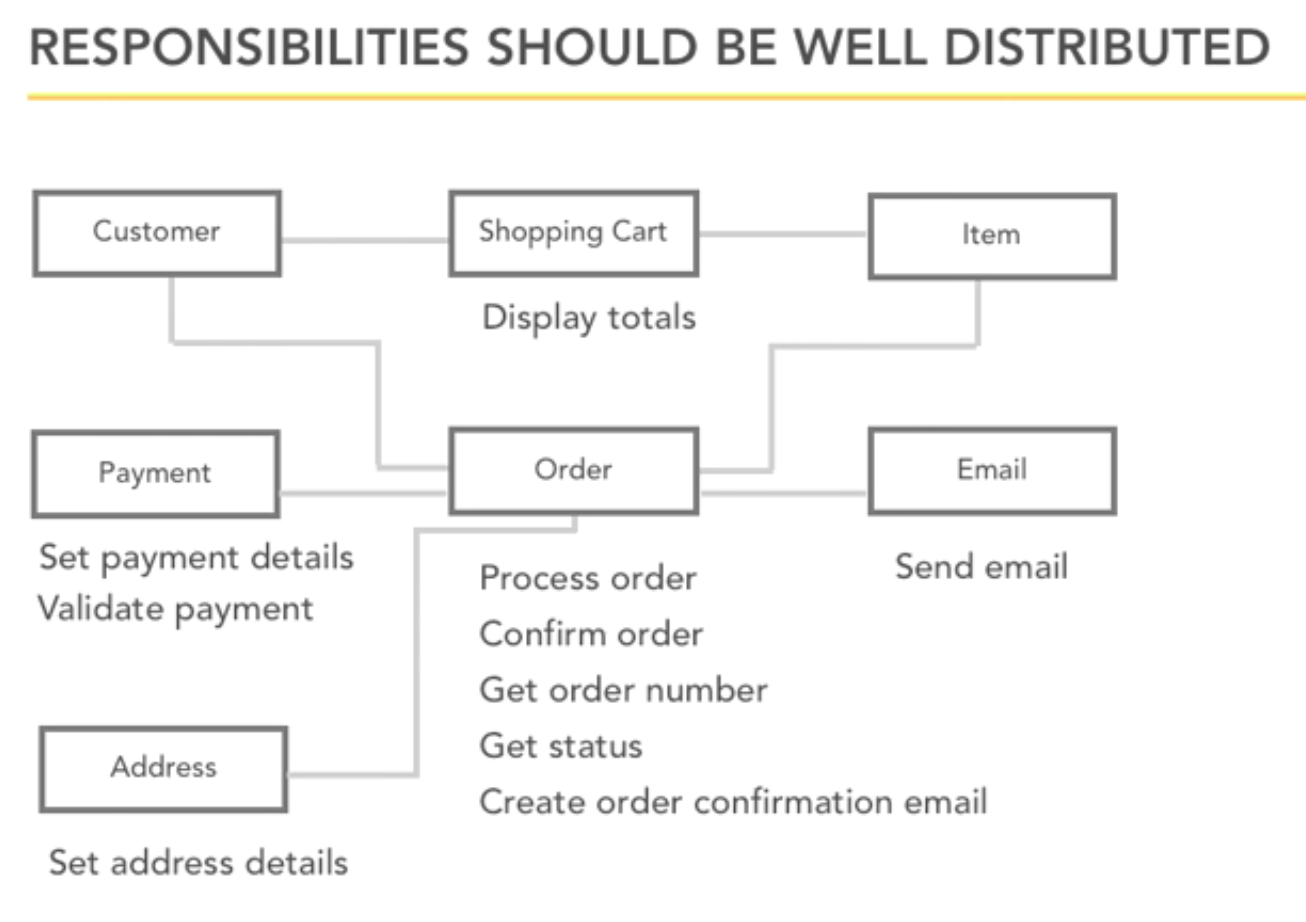 RESPONSIBILITIES SHOULD BE WELL DISTRIBUTED
Customer
Shopping Cart
Item
Display totals
Payment
Order
Email
Set payment details
Validate payment
Process order
Confirm order
Get order number
Get status
Create order confirmation email
Send email
Address
Set address details